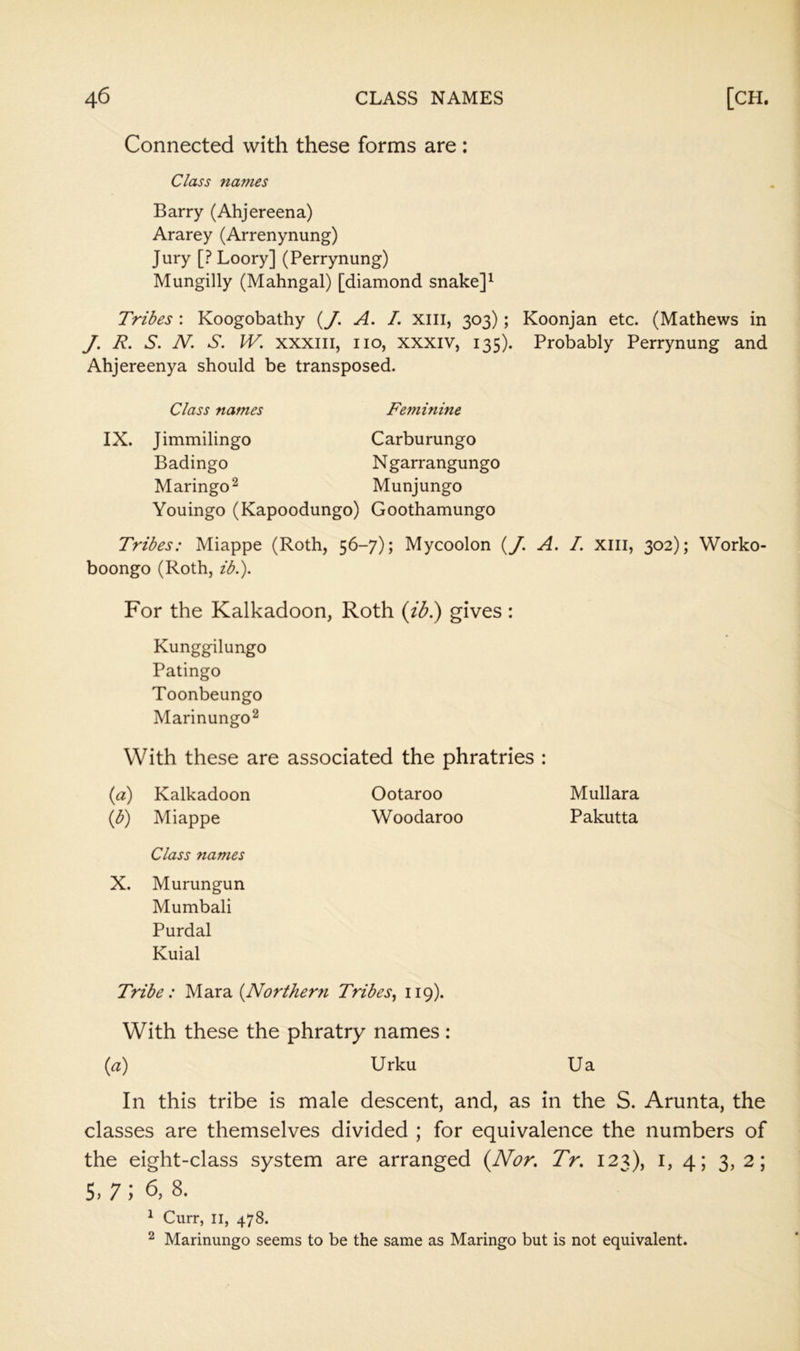 46 CLASS NAMES [CH.
Connected with these forms are :
Class names
Barry (Ahjereena)
Ararey (Arrenynung)
Jury [? Loory] (Perrynung)
Mungilly (Mahngal) [diamond snake]¹
Tribes : Koogobathy (J. A. I. XIII, 303) ; Koonjan etc. (Mathews in
J. R. S. N. S. W. XXXIII, 110, XXXIV, 135). Probably Perrynung and
Ahjereenya should be transposed.
Class names Feminine
IX. Jimmilingo Carburungo
Badingo Ngarrangungo
Maringo² Munjungo
Youingo (Kapoodungo) Goothamungo
Tribes: Miappe (Roth, 56-7); Mycoolon (J. A. I. XIII, 302); Worko-
boongo (Roth, ib.).
For the Kalkadoon, Roth (ib.) gives :
Kunggilungo
Patingo
Toonbeungo
Marinungo²
With these are associated the phratries :
(a) Kalkadoon Ootaroo Mullara
(b) Miappe Woodaroo Pakutta
Class names
X. Murungun
Mumbali
Purdal
Kuial
Tribe : Mara (Northern Tribes, 119).
With these the phratry names :
(a) Urku Ua
In this tribe is male descent, and, as in the S. Arunta, the
classes are themselves divided ; for equivalence the numbers of
the eight-class system are arranged (Nor. Tr. 123), 1, 4; 3, 2;
5, 7 ; 6, 8.
¹ Curr, II, 478.
² Marinungo seems to be the same as Maringo but is not equivalent.